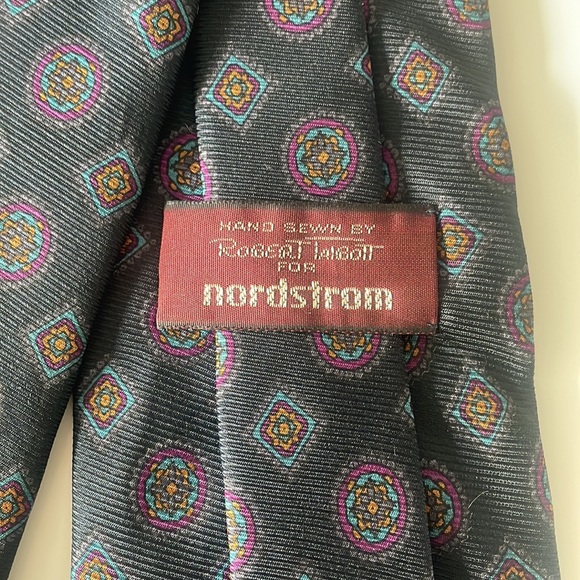 HAND SEWN BY
ROBERT TALBOTT
FOR
nordstrom